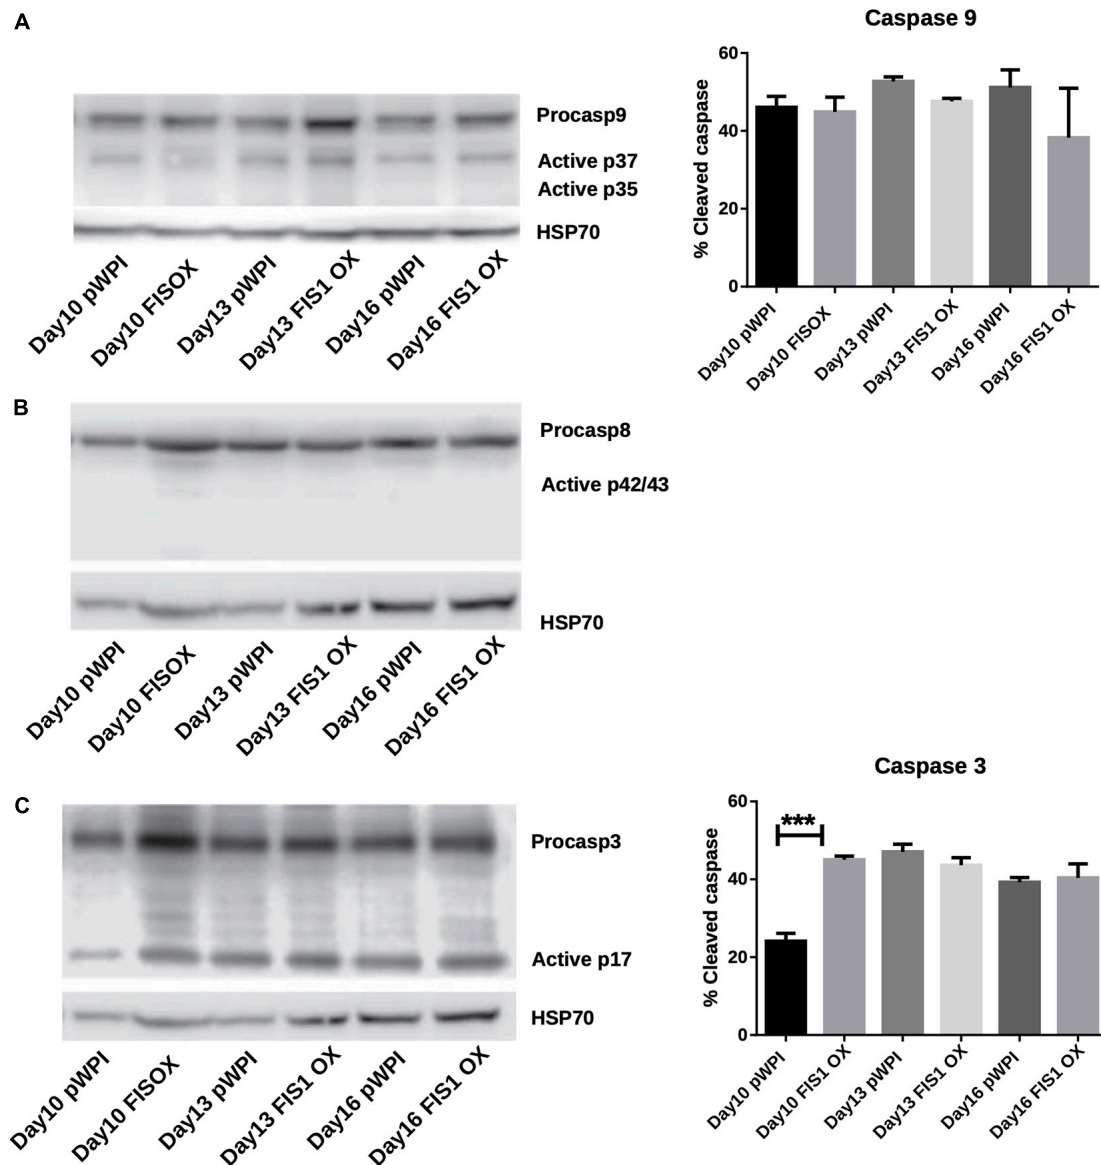 A
Procasp9
Active p37
Active p35
HSP70
Day10 pWPI
Day10 FISOX
Day13 pWPI
Day13 FIS1 OX
Day16 pWPI
Day16 FIS1 OX
Caspase 9
% Cleaved caspase
60
40
20
0
Day10 pWPI
Day10 FISOX
Day13 pWPI
Day13 FIS1 OX
Day16 pWPI
Day16 FIS1 OX
B
Procasp8
Active p42/43
HSP70
Day10 pWPI
Day10 FISOX
Day13 pWPI
Day13 FIS1 OX
Day16 pWPI
Day16 FIS1 OX
C
Procasp3
Active p17
HSP70
Day10 pWPI
Day10 FISOX
Day13 pWPI
Day13 FIS1 OX
Day16 pWPI
Day16 FIS1 OX
Caspase 3
% Cleaved caspase
60
40
20
0
***
Day10 pWPI
Day10 FIS1 OX
Day13 pWPI
Day13 FIS1 OX
Day16 pWPI
Day16 FIS1 OX